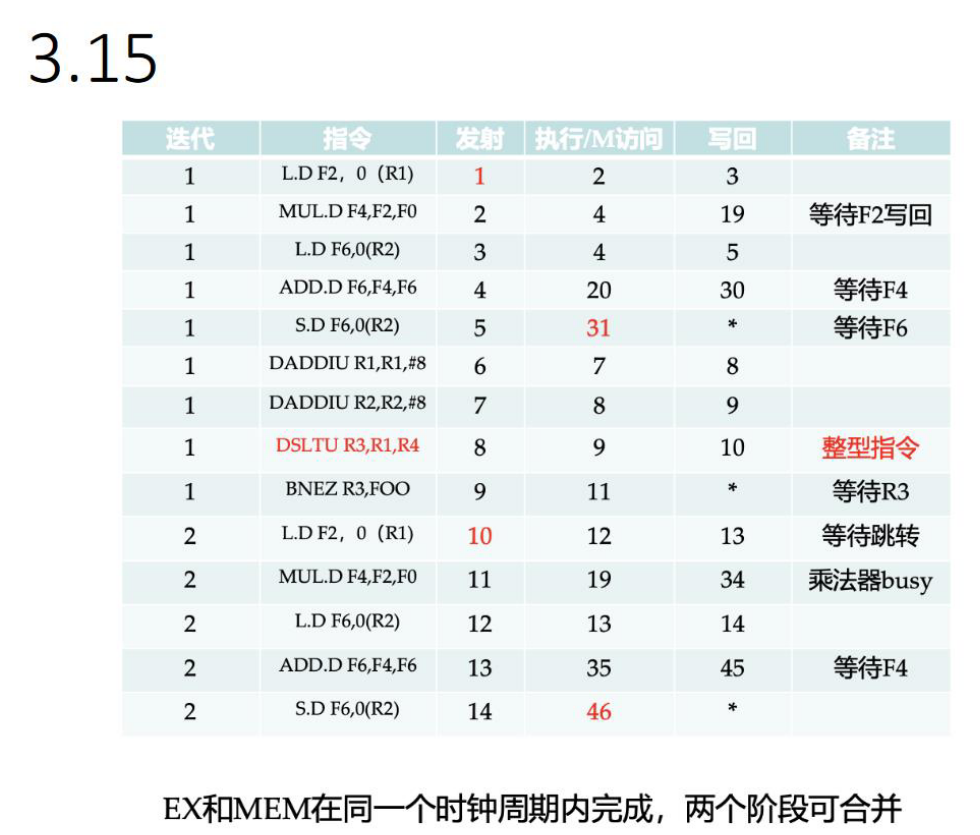 3.15
迭代 指令 发射 执行/M访问 写回 备注
1 L.D F2，0（R1) 1 2 3
1 MUL.D F4,F2,F0 2 4 19 等待F2写回
1 L.D F6,0(R2) 3 4 5
1 ADD.D F6,F4,F6 4 20 30 等待F4
1 S.D F6,0(R2) 5 31 * 等待F6
1 DADDIU R1,R1,#8 6 7 8
1 DADDIU R2,R2,#8 7 8 9
1 DSLTU R3,R1,R4 8 9 10 整型指令
1 BNEZ R3,FOO 9 11 * 等待R3
2 L.D F2，0（R1) 10 12 13 等待跳转
2 MUL.D F4,F2,F0 11 19 34 乘法器busy
2 L.D F6,0(R2) 12 13 14
2 ADD.D F6,F4,F6 13 35 45 等待F4
2 S.D F6,0(R2) 14 46 *
EX和MEM在同一个时钟周期内完成，两个阶段可合并